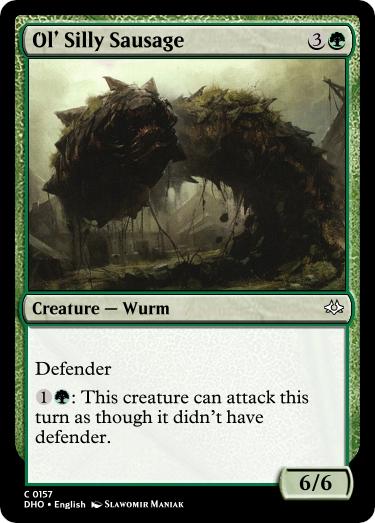 Ol' Silly Sausage 3
Creature — Wurm
Defender
1: This creature can attack this
turn as though it didn't have
defender.
6/6
C 0157
DHO • English Slawomir Maniak